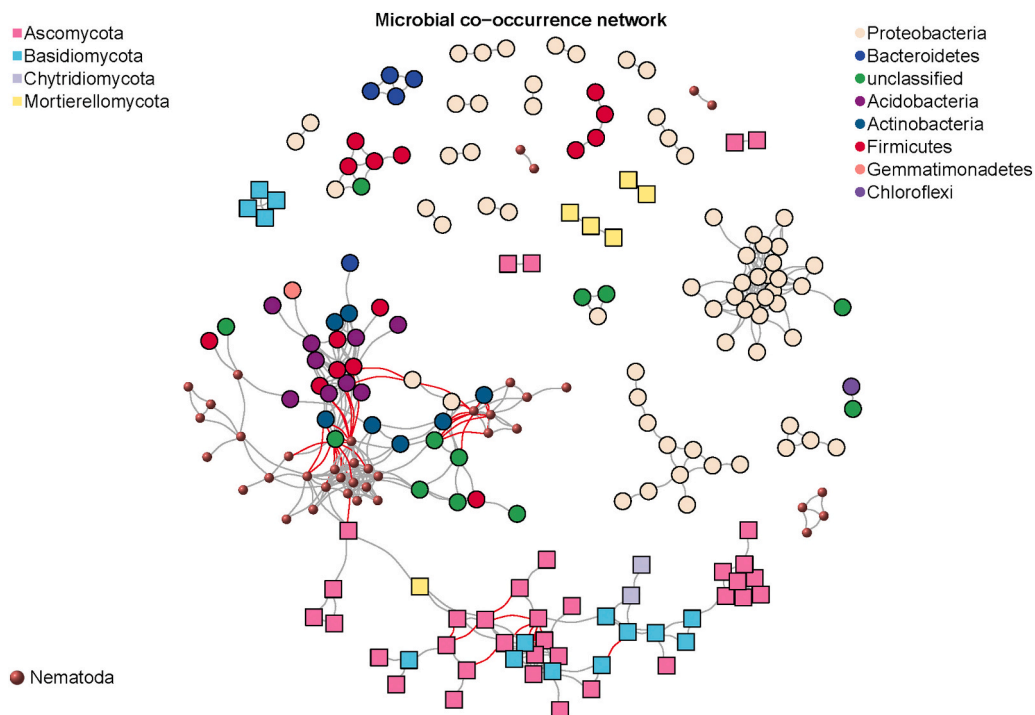 Microbial co-occurrence network
Ascomycota
Basidiomycota
Chytridiomycota
Mortierellomycota
Proteobacteria
Bacteroidetes
unclassified
Acidobacteria
Actinobacteria
Firmicutes
Gemmatimonadetes
Chloroflexi
Nematoda